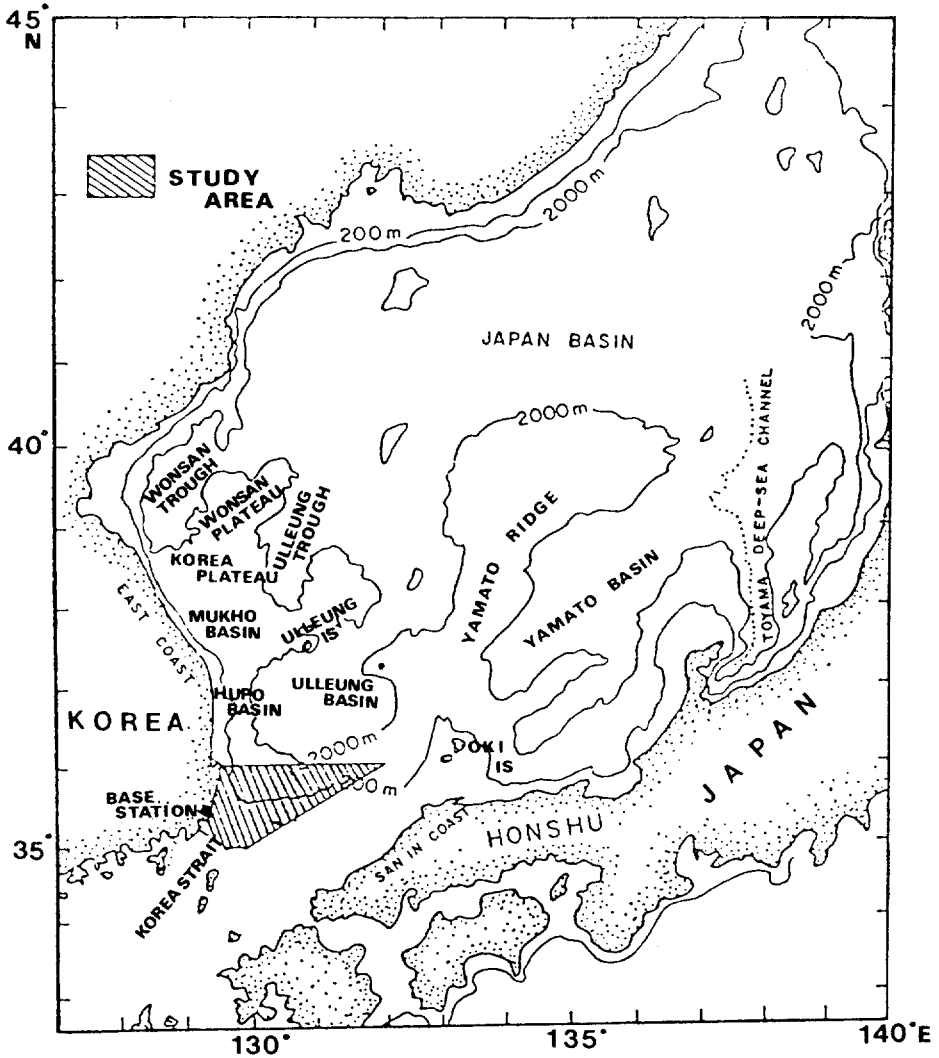 45°
N
STUDY
AREA
200m
2000m
2000m
JAPAN BASIN
2000m
40°
WONSAN
TROUGH
WONSAN
PLATEAU
ULLEUNG
TROUGH
KOREA
PLATEAU
YAMATO
RIDGE
YAMATO BASIN
TOYAMA DEEP-SEA CHANNEL
EAST COAST
MUKHO
BASIN
ULLEUNG
IS
HUPO
BASIN
ULLEUNG
BASIN
KOREA
2000m
OKI
IS
JAPAN
BASE
STATION
HONSHU
SAN IN COAST
35°
KOREA STRAIT
130°
135°
140°E